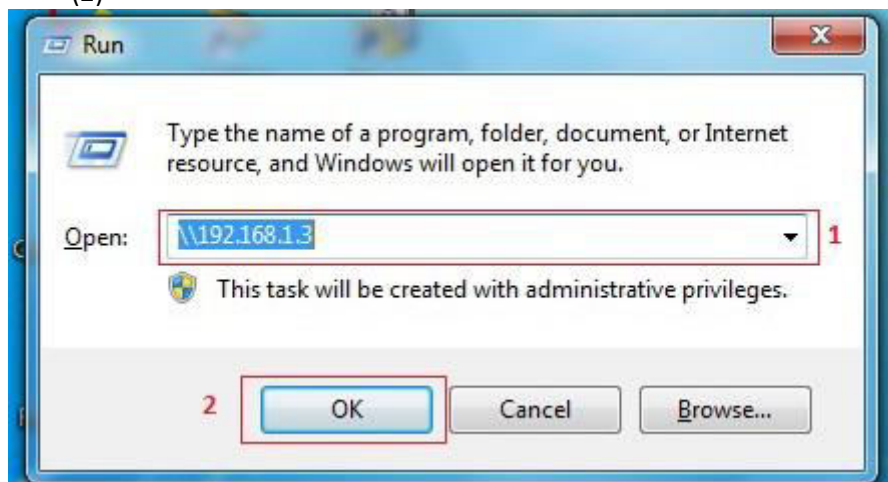 Run
Type the name of a program, folder, document, or Internet
resource, and Windows will open it for you.
Open: \\192.168.1.3 1
This task will be created with administrative privileges.
2 OK Cancel Browse...